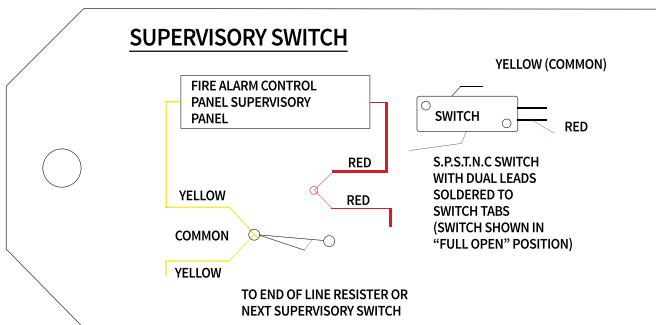 SUPERVISORY SWITCH
FIRE ALARM CONTROL
PANEL SUPERVISORY
PANEL
YELLOW (COMMON)
SWITCH
RED
RED
RED
YELLOW
COMMON
YELLOW
S.P.S.T.N.C SWITCH
WITH DUAL LEADS
SOLDERED TO
SWITCH TABS
(SWITCH SHOWN IN
“FULL OPEN” POSITION)
TO END OF LINE RESISTER OR
NEXT SUPERVISORY SWITCH